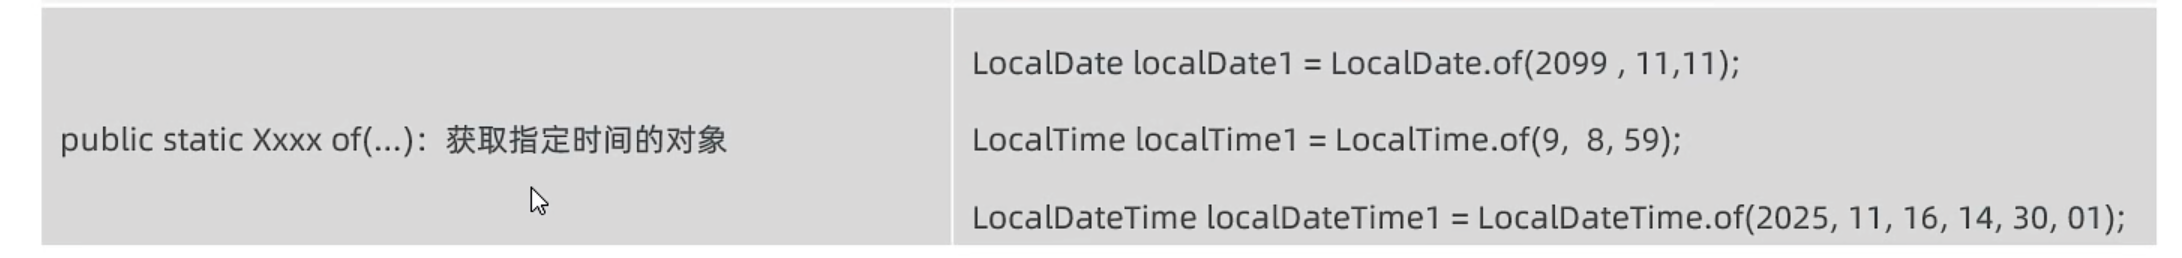 public static Xxxx of(...)：获取指定时间的对象
LocalDate localDate1 = LocalDate.of(2099 , 11,11);
LocalTime localTime1 = LocalTime.of(9,  8, 59);
LocalDateTime localDateTime1 = LocalDateTime.of(2025, 11, 16, 14, 30, 01);